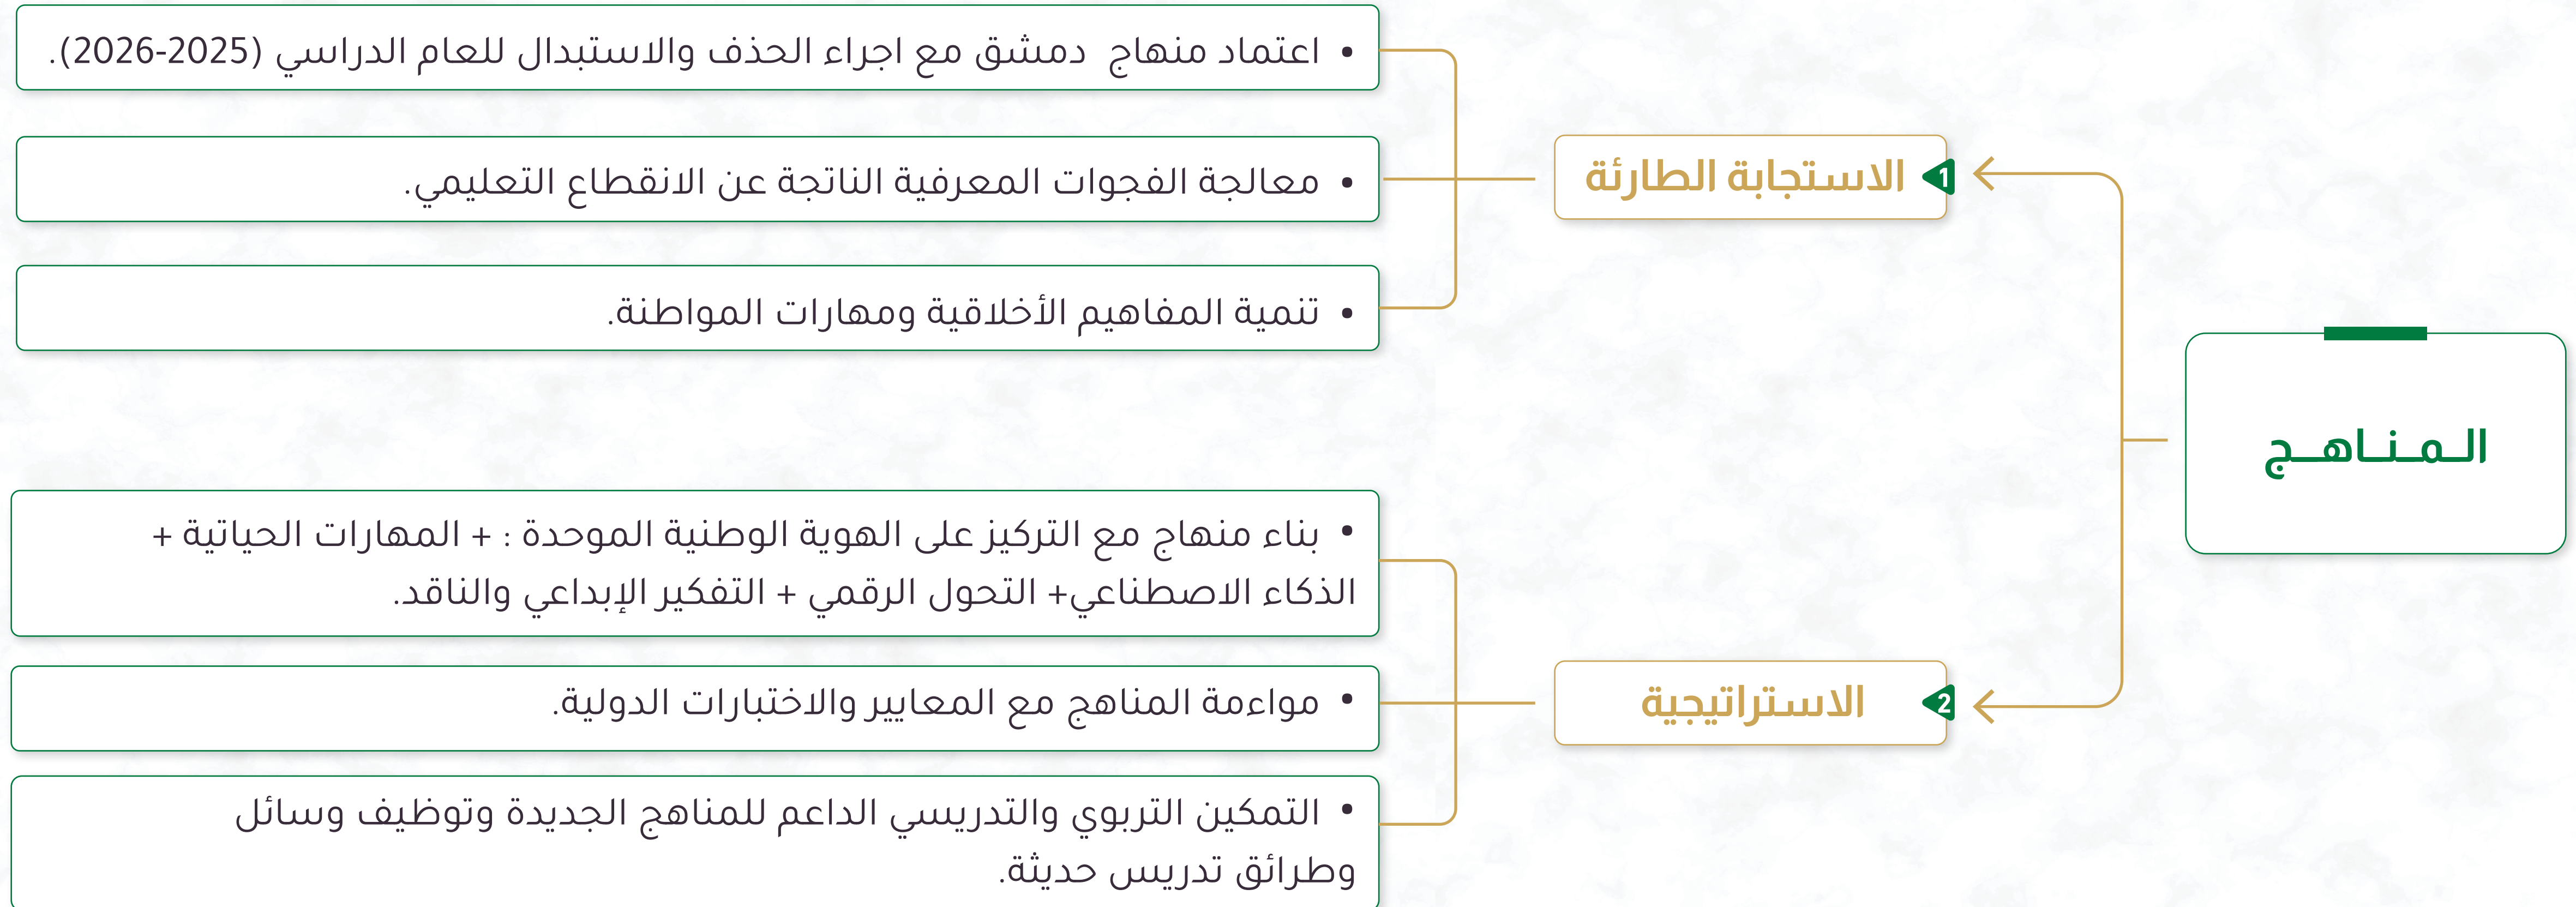 المناهج
1
الاستجابة الطارئة
• اعتماد منهاج دمشق مع اجراء الحذف والاستبدال للعام الدراسي (2025-2026).
• معالجة الفجوات المعرفية الناتجة عن الانقطاع التعليمي.
• تنمية المفاهيم الأخلاقية ومهارات المواطنة.
2
الاستراتيجية
• بناء منهاج مع التركيز على الهوية الوطنية الموحدة : + المهارات الحياتية +
الذكاء الاصطناعي+ التحول الرقمي + التفكير الإبداعي والناقد.
• مواءمة المناهج مع المعايير والاختبارات الدولية.
• التمكين التربوي والتدريسي الداعم للمناهج الجديدة وتوظيف وسائل
وطرائق تدريس حديثة.